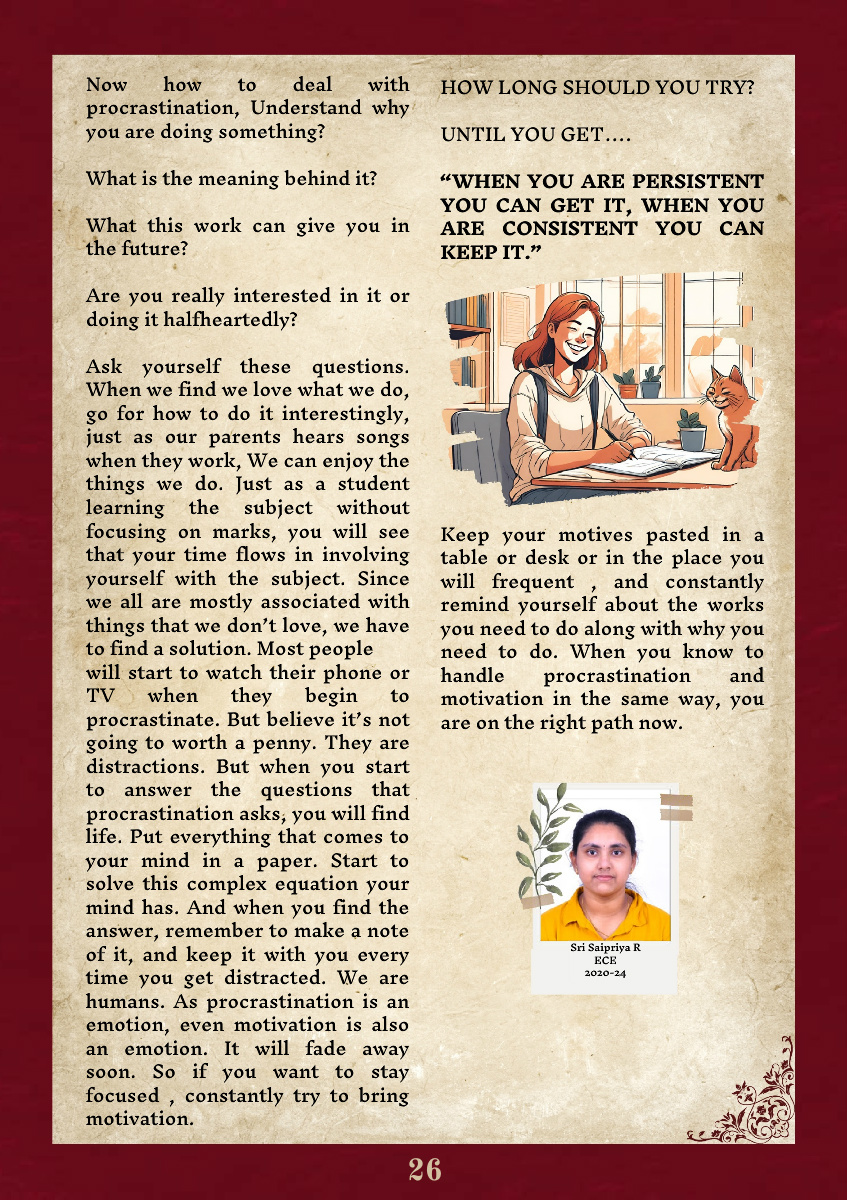 Now how to deal with
procrastination, Understand why
you are doing something?
What is the meaning behind it?
What this work can give you in
the future?
Are you really interested in it or
doing it halfheartedly?
Ask yourself these questions.
When we find we love what we do,
go for how to do it interestingly,
just as our parents hears songs
when they work, We can enjoy the
things we do. Just as a student
learning the subject without
focusing on marks, you will see
that your time flows in involving
yourself with the subject. Since
we all are mostly associated with
things that we don't love, we have
to find a solution. Most people
will start to watch their phone or
TV when they begin to
procrastinate. But believe it's not
going to worth a penny. They are
distractions. But when you start
to answer the questions that
procrastination asks, you will find
life. Put everything that comes to
your mind in a paper. Start to
solve this complex equation your
mind has. And when you find the
answer, remember to make a note
of it, and keep it with you every
time you get distracted. We are
humans. As procrastination is an
emotion, even motivation is also
an emotion. It will fade away
soon. So if you want to stay
focused , constantly try to bring
motivation.
HOW LONG SHOULD YOU TRY?
UNTIL YOU GET....
“WHEN YOU ARE PERSISTENT
YOU CAN GET IT, WHEN YOU
ARE CONSISTENT YOU CAN
KEEP IT.”
Keep your motives pasted in a
table or desk or in the place you
will frequent , and constantly
remind yourself about the works
you need to do along with why you
need to do. When you know to
handle procrastination and
motivation in the same way, you
are on the right path now.
Sri Saipriya R
ECE
2020-24
26